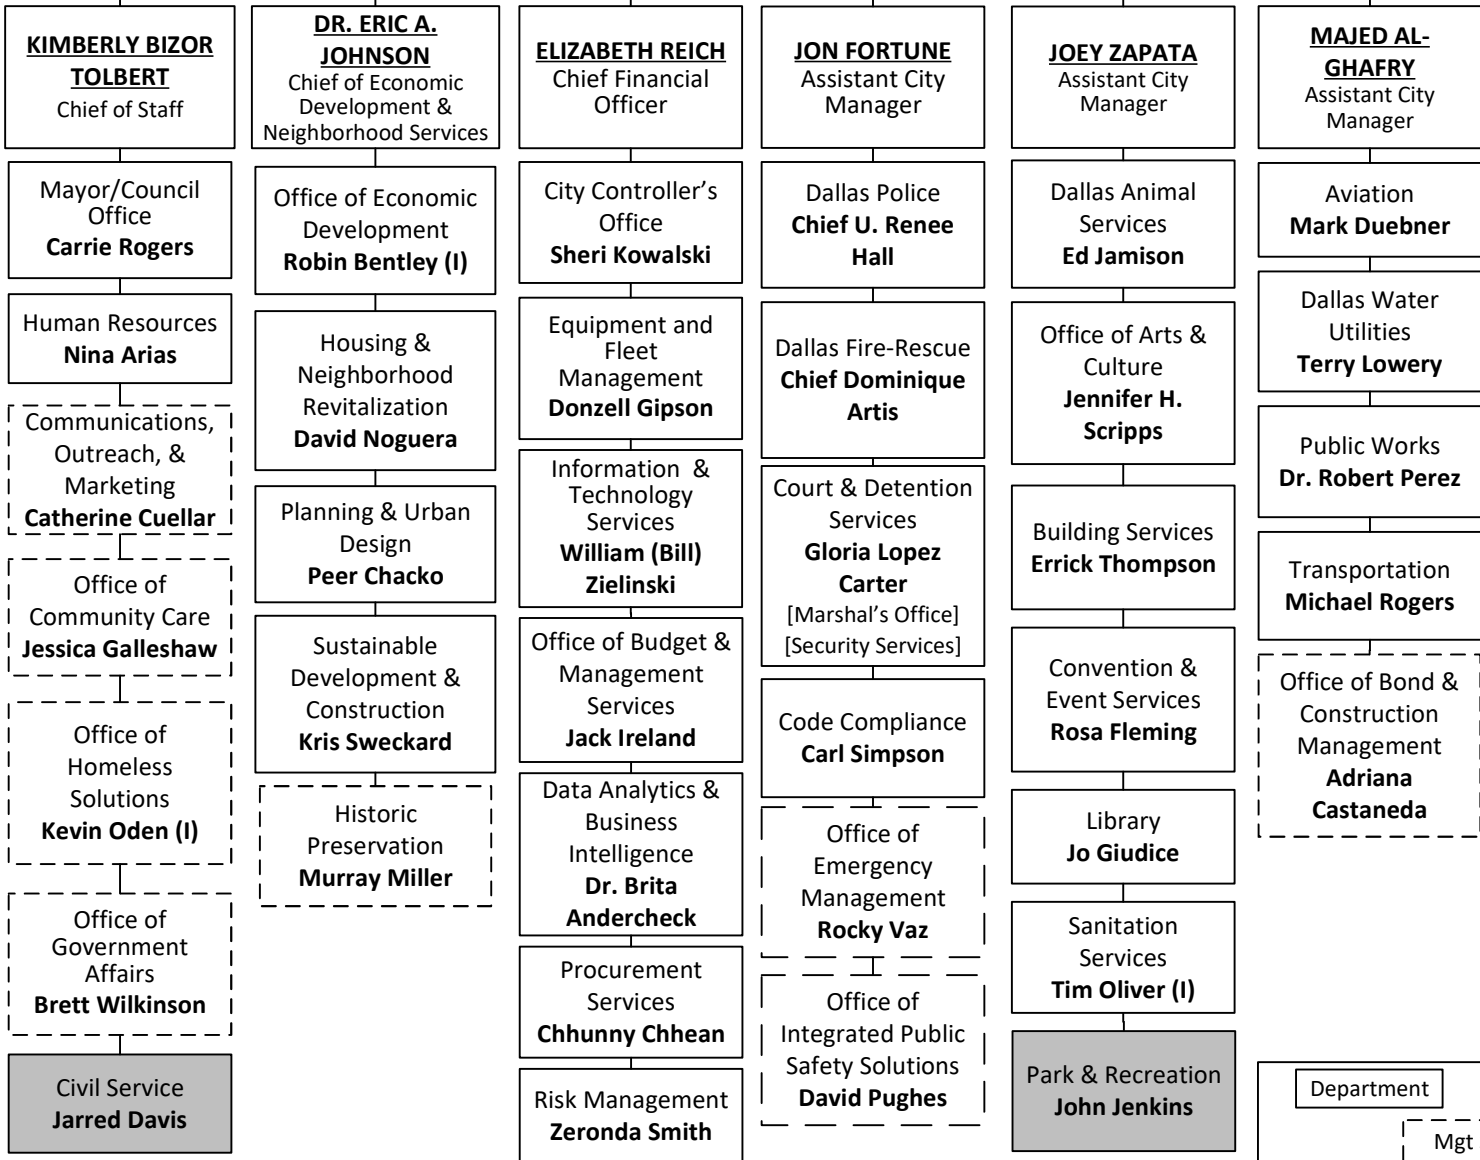 KIMBERLY BIZOR
TOLBERT
Chief of Staff
Mayor/Council
Office
Carrie Rogers
Human Resources
Nina Arias
Communications,
Outreach, &
Marketing
Catherine Cuellar
Office of
Community Care
Jessica Galleshaw
Office of
Homeless
Solutions
Kevin Oden (I)
Office of
Government
Affairs
Brett Wilkinson
Civil Service
Jarred Davis
DR. ERIC A.
JOHNSON
Chief of Economic
Development &
Neighborhood Services
Office of Economic
Development
Robin Bentley (I)
Housing &
Neighborhood
Revitalization
David Noguera
Planning & Urban
Design
Peer Chacko
Sustainable
Development &
Construction
Kris Sweckard
Historic
Preservation
Murray Miller
ELIZABETH REICH
Chief Financial
Officer
City Controller's
Office
Sheri Kowalski
Equipment and
Fleet
Management
Donzell Gipson
Information &
Technology
Services
William (Bill)
Zielinski
Office of Budget &
Management
Services
Jack Ireland
Data Analytics &
Business
Intelligence
Dr. Brita
Andercheck
Procurement
Services
Chhunny Chhean
Risk Management
Zeronda Smith
JON FORTUNE
Assistant City
Manager
Dallas Police
Chief U. Renee
Hall
Dallas Fire-Rescue
Chief Dominique
Artis
Court & Detention
Services
Gloria Lopez
Carter
[Marshal's Office]
[Security Services]
Code Compliance
Carl Simpson
Office of
Emergency
Management
Rocky Vaz
Office of
Integrated Public
Safety Solutions
David Pughes
JOEY ZAPATA
Assistant City
Manager
Dallas Animal
Services
Ed Jamison
Office of Arts &
Culture
Jennifer H.
Scripps
Building Services
Errick Thompson
Convention &
Event Services
Rosa Fleming
Library
Jo Giudice
Sanitation
Services
Tim Oliver (I)
Park & Recreation
John Jenkins
MAJED AL-
GHAFRY
Assistant City
Manager
Aviation
Mark Duebner
Dallas Water
Utilities
Terry Lowery
Public Works
Dr. Robert Perez
Transportation
Michael Rogers
Office of Bond &
Construction
Management
Adriana
Castaneda
Department
Mgt